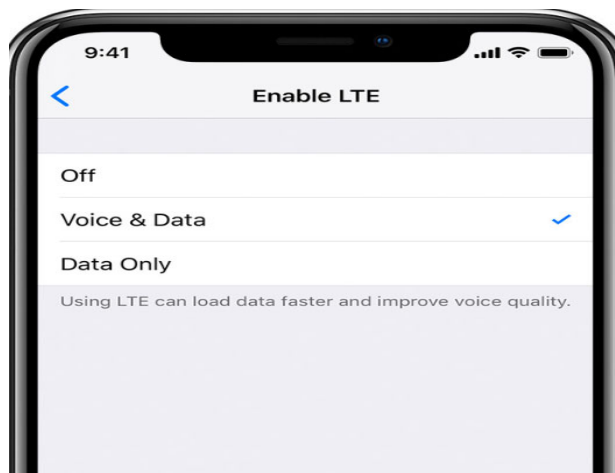 9:41
Enable LTE
Off
Voice & Data
Data Only
Using LTE can load data faster and improve voice quality.